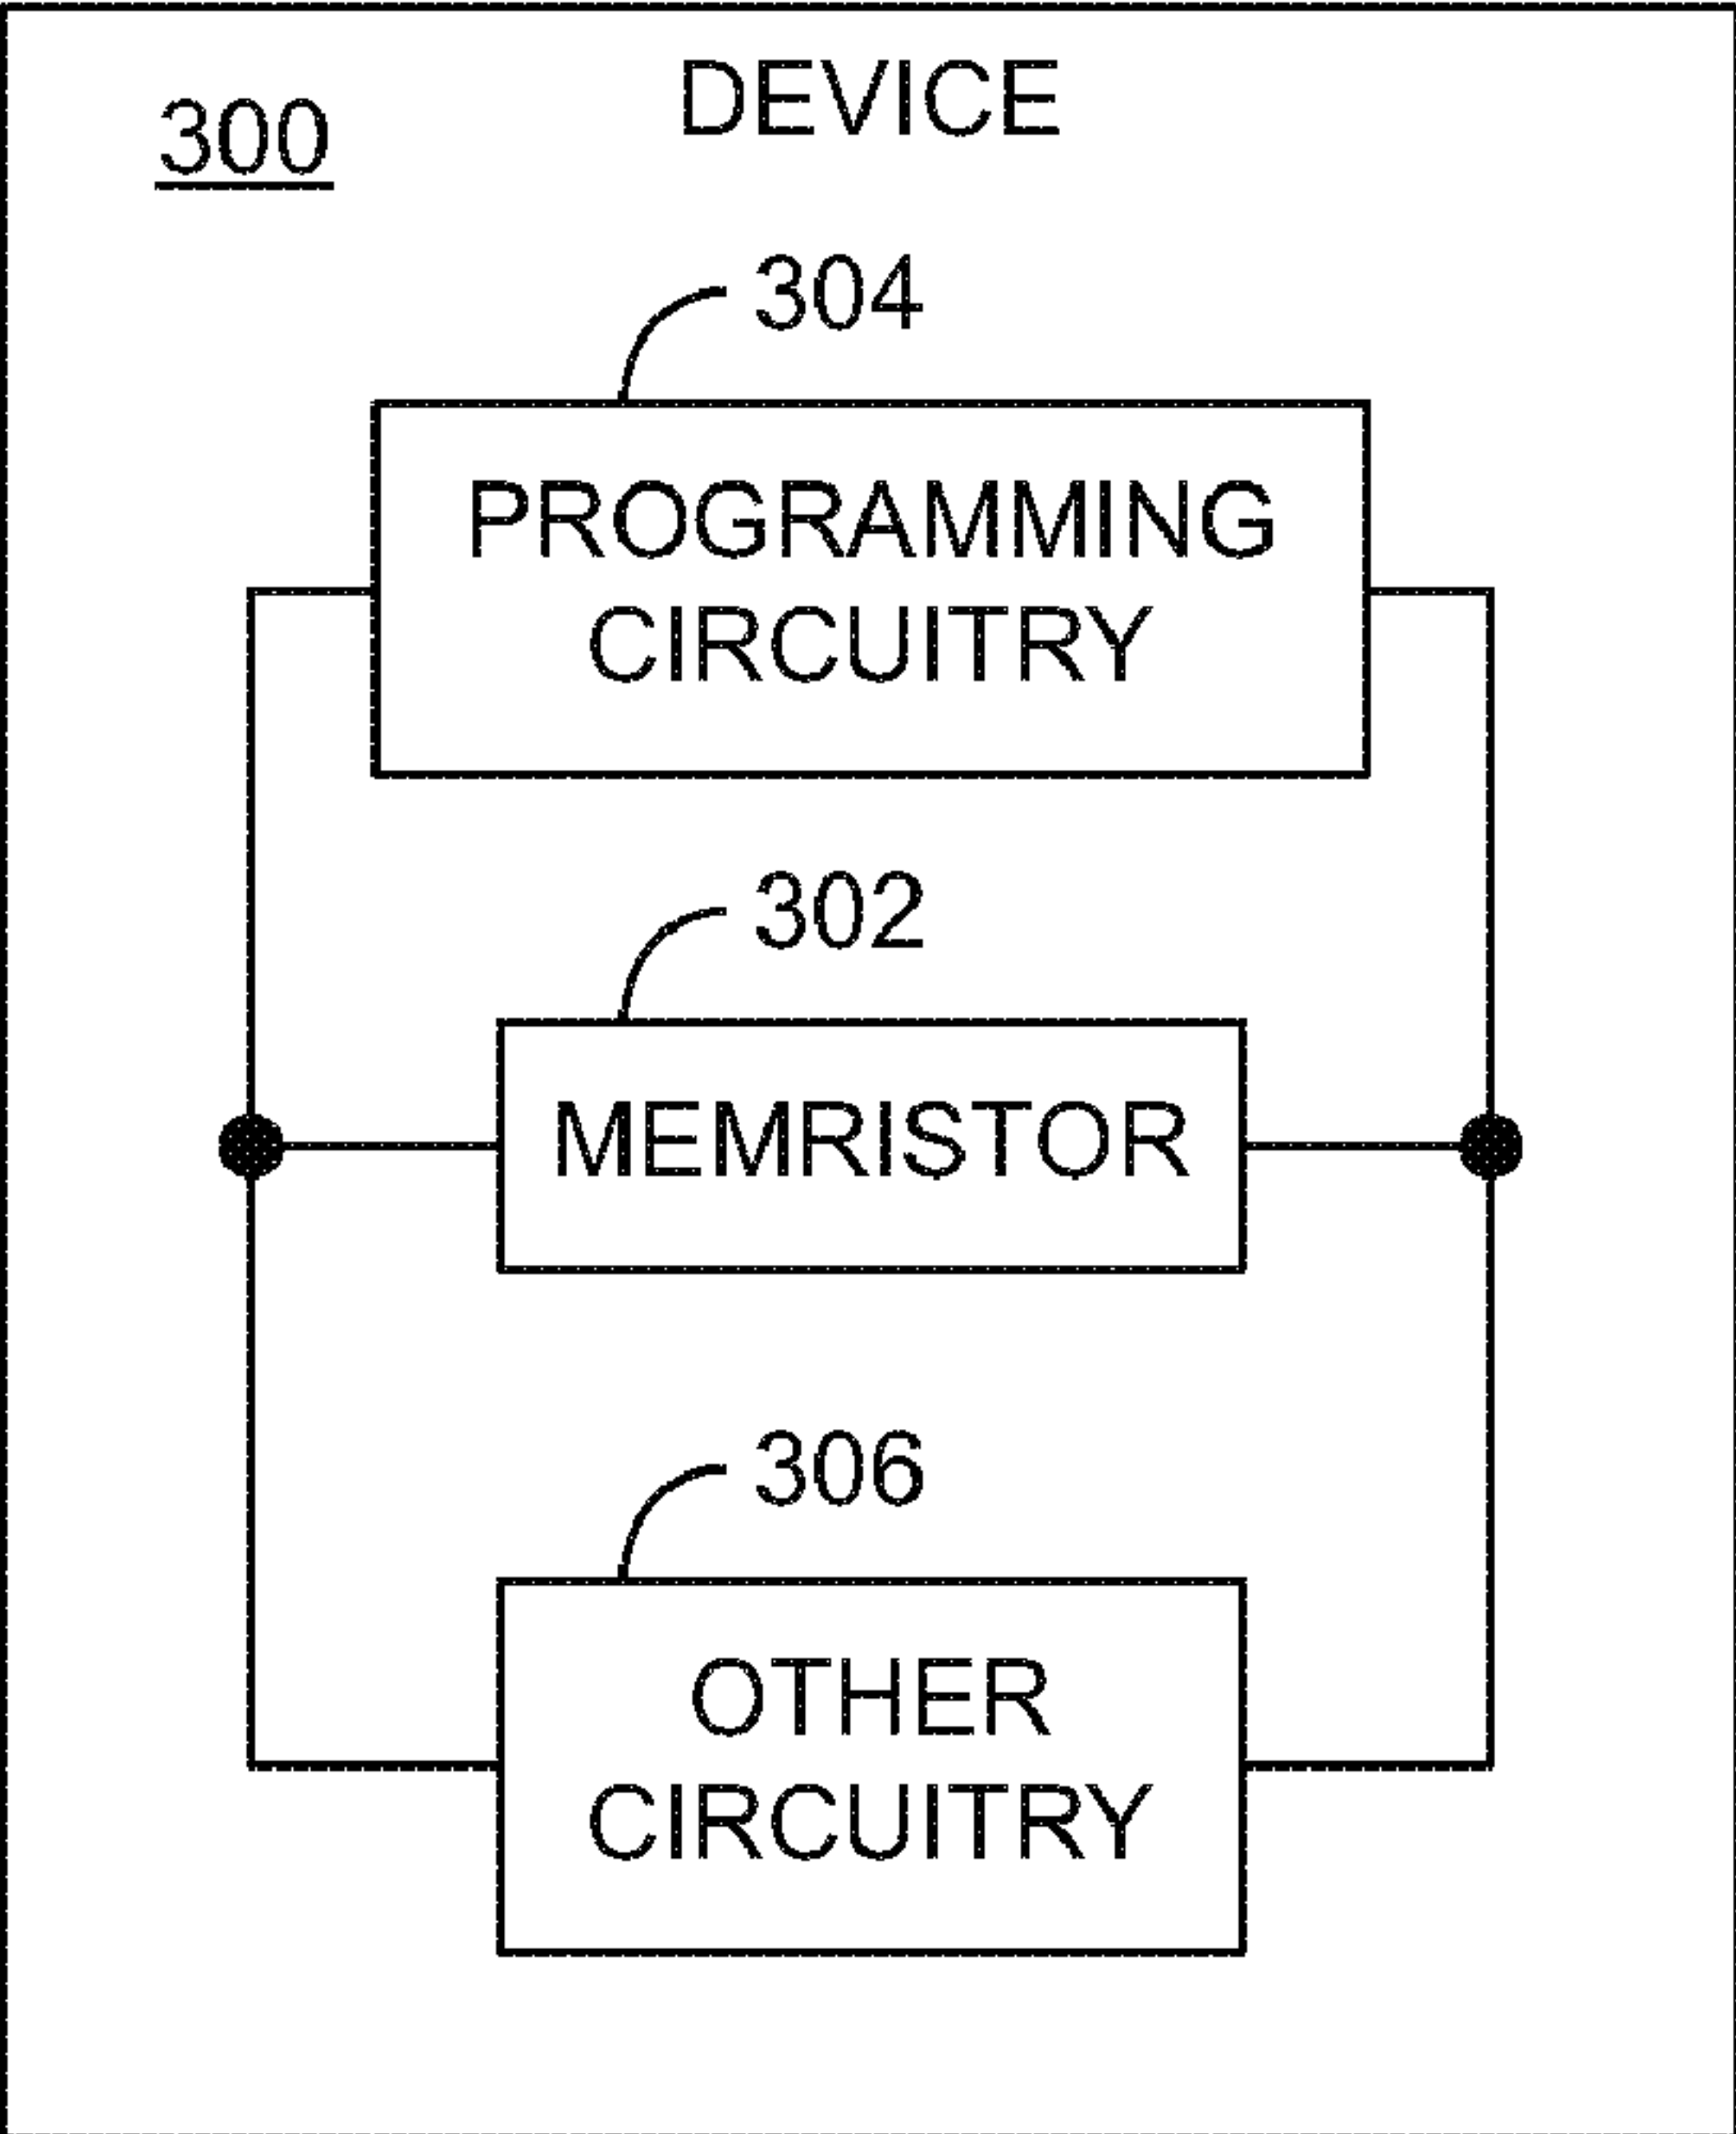 DEVICE
300
304
PROGRAMMING
CIRCUITRY
302
MEMRISTOR
306
OTHER
CIRCUITRY